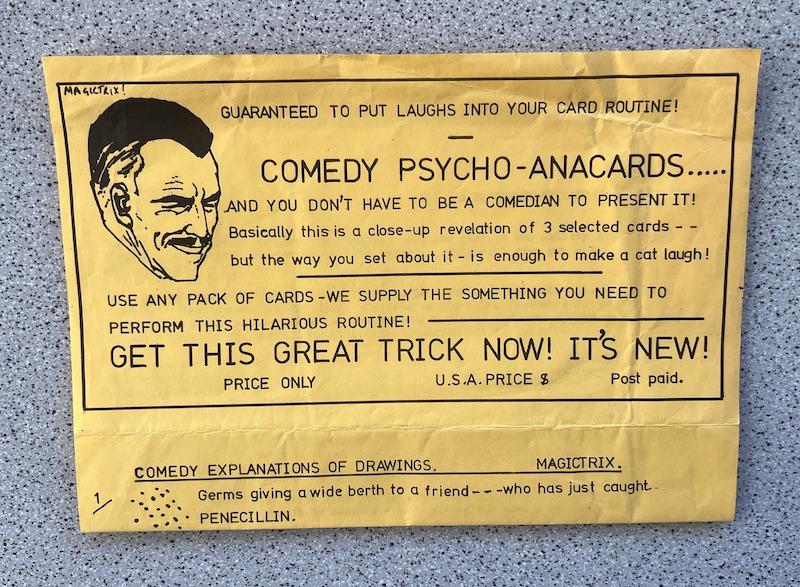 MAGICTRIX!
GUARANTEED TO PUT LAUGHS INTO YOUR CARD ROUTINE!
COMEDY PSYCHO-ANACARDS.....
AND YOU DON'T HAVE TO BE A COMEDIAN TO PRESENT IT!
Basically this is a close-up revelation of 3 selected cards - -
but the way you set about it - is enough to make a cat laugh!
USE ANY PACK OF CARDS - WE SUPPLY THE SOMETHING YOU NEED TO
PERFORM THIS HILARIOUS ROUTINE!
GET THIS GREAT TRICK NOW! IT'S NEW!
PRICE ONLY U.S.A. PRICE $ Post paid.
COMEDY EXPLANATIONS OF DRAWINGS. MAGICTRIX.
1/ Germs giving a wide berth to a friend - - - who has just caught
PENECILLIN.